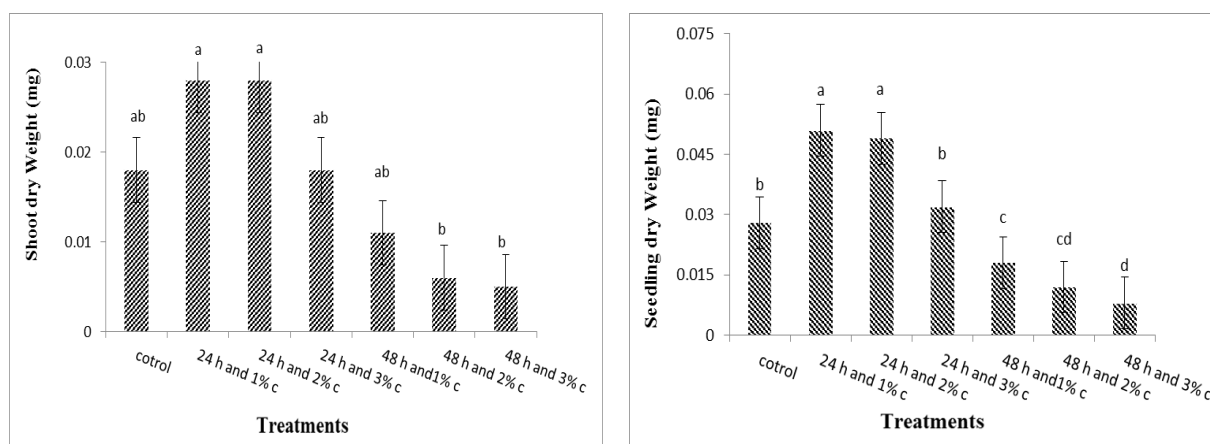 Shoot dry Weight (mg)
0.03
0.02
0.01
0
a
a
ab
ab
ab
b
b
cotrol
24 h and 1% c
24 h and 2% c
24 h and 3% c
48 h and1% c
48 h and 2% c
48 h and 3% c
Treatments
Seedling dry Weight (mg)
0.075
0.06
0.045
0.03
0.015
0
b
a
a
b
c
cd
d
cotrol
24 h and 1% c
24 h and 2% c
24 h and 3% c
48 h and1% c
48 h and 2% c
48 h and 3% c
Treatments